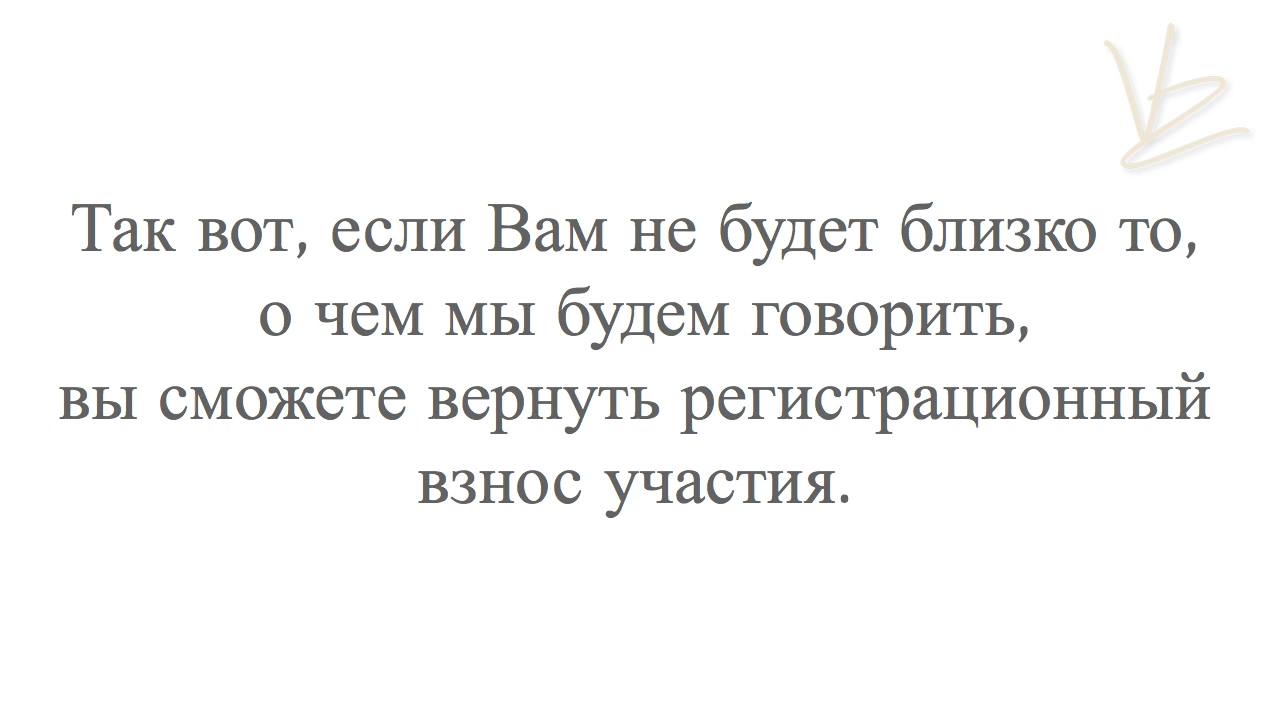 Так вот, если Вам не будет близко то,
о чем мы будем говорить,
вы сможете вернуть регистрационный
взнос участия.